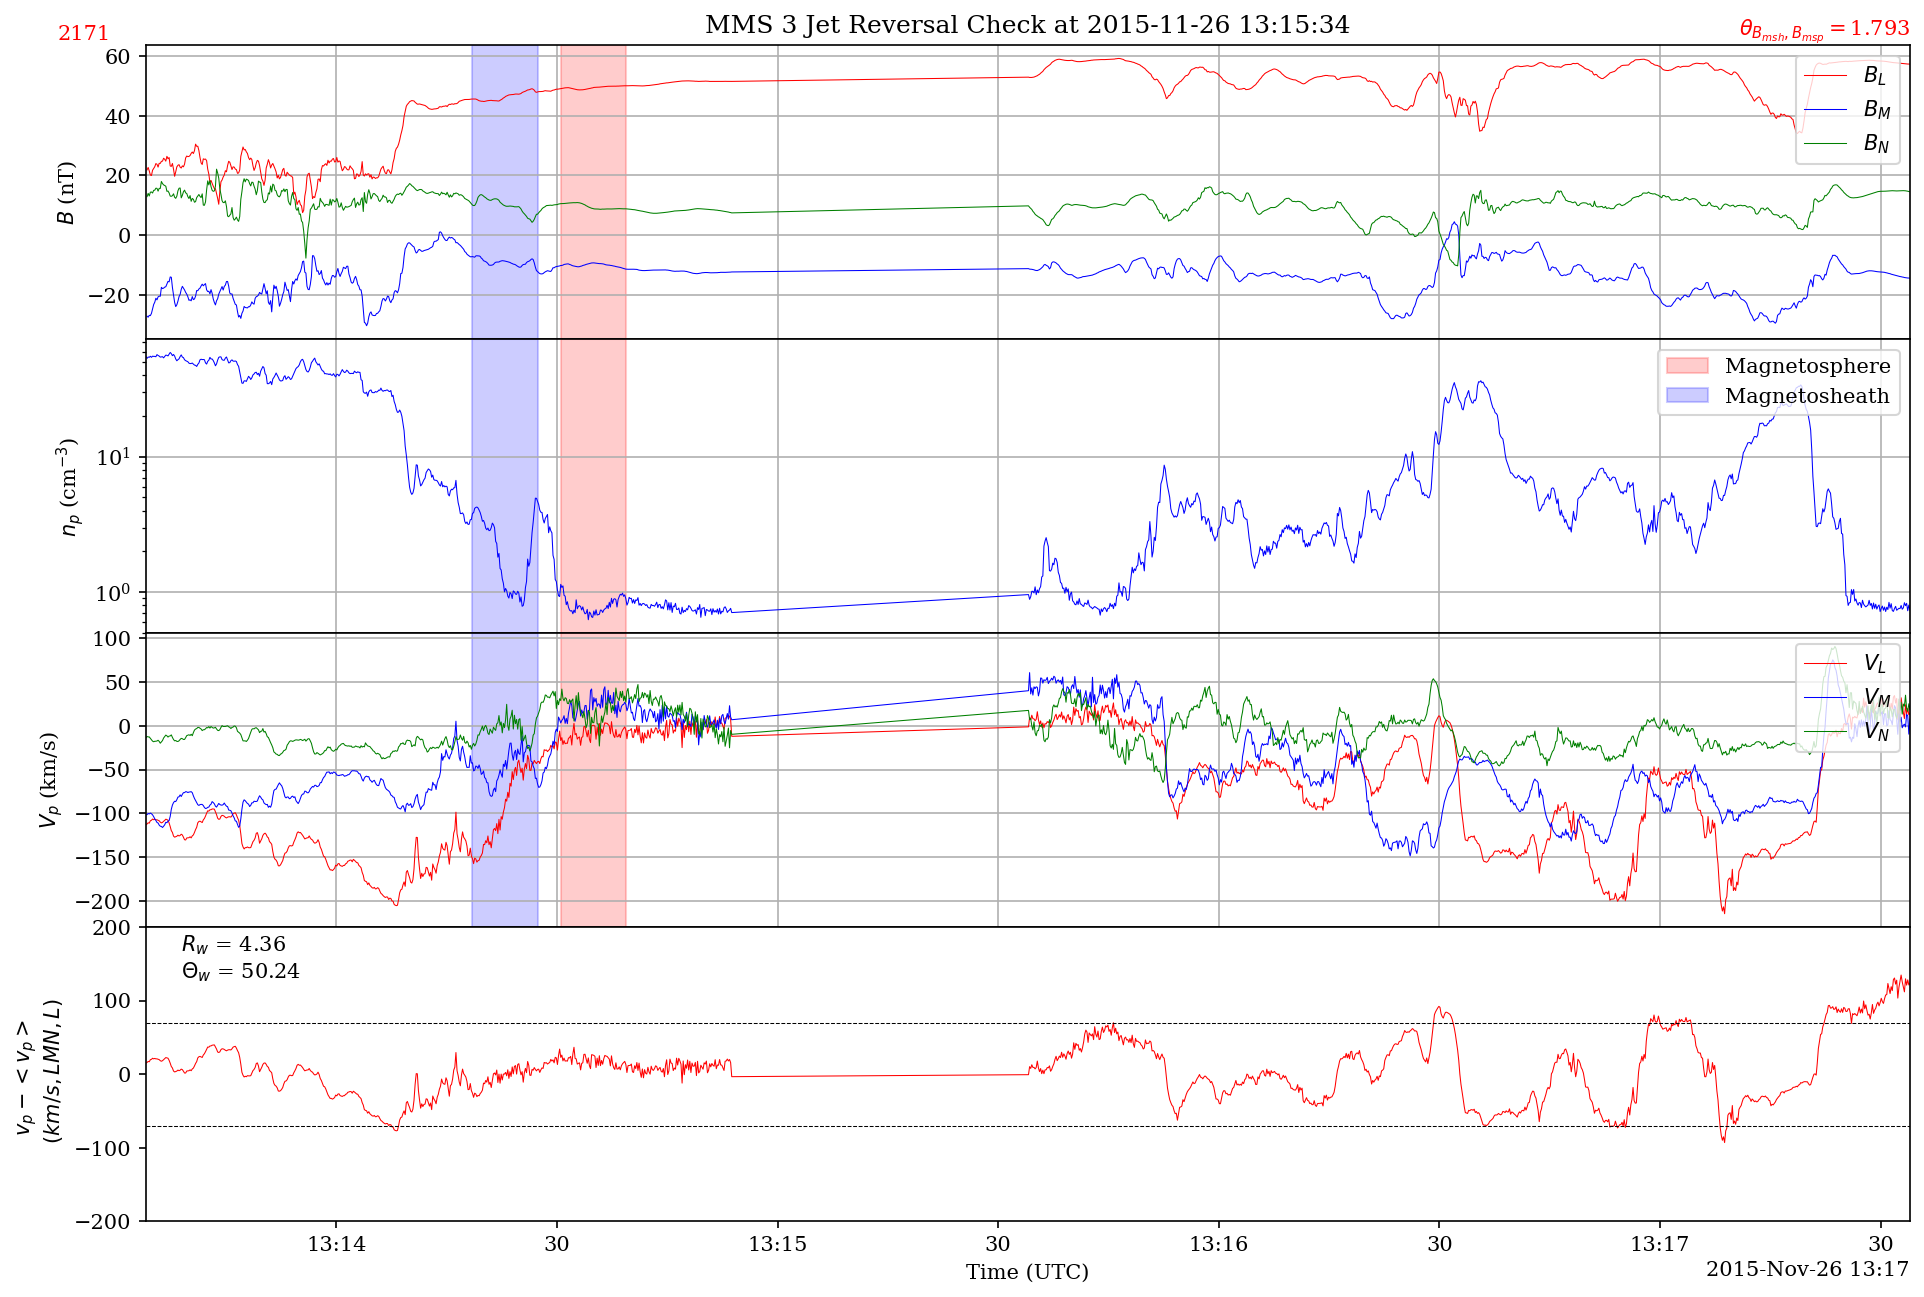 MMS 3 Jet Reversal Check at 2015-11-26 13:15:34
2171
θ_{B_{msh}, B_{msp}} = 1.793
60
40
20
0
−20
B (nT)
B_L
B_M
B_N
10¹
10⁰
n_p (cm⁻³)
Magnetosphere
Magnetosheath
100
50
0
−50
−100
−150
−200
V_p (km/s)
V_L
V_M
V_N
200
100
0
−100
−200
v_p − < v_p >
(km/s, LMN, L)
R_w = 4.36
Θ_w = 50.24
13:14
30
13:15
30
13:16
30
13:17
30
Time (UTC)
2015-Nov-26 13:17